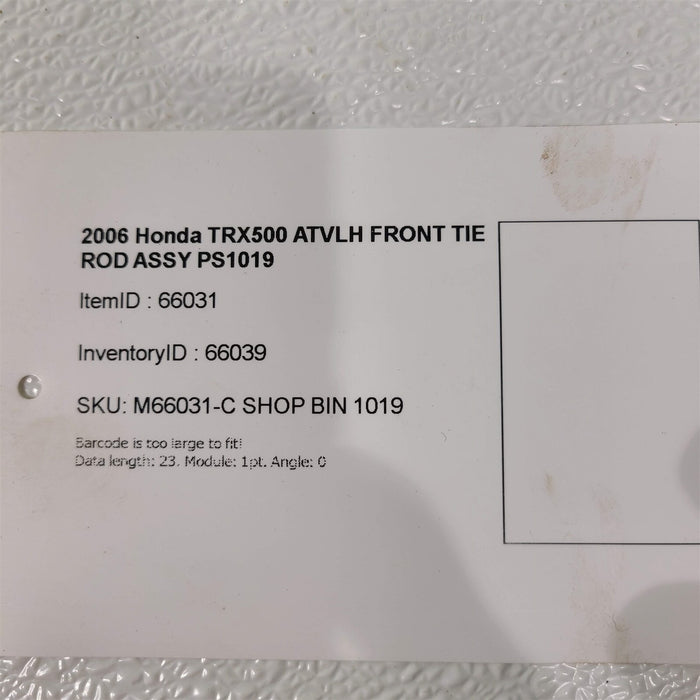 2006 Honda TRX500 ATVLH FRONT TIE
ROD ASSY PS1019
ItemID : 66031
InventoryID : 66039
SKU: M66031-C SHOP BIN 1019
Barcode is too large to fit!
Data length: 23. Module: 1pt. Angle: 0